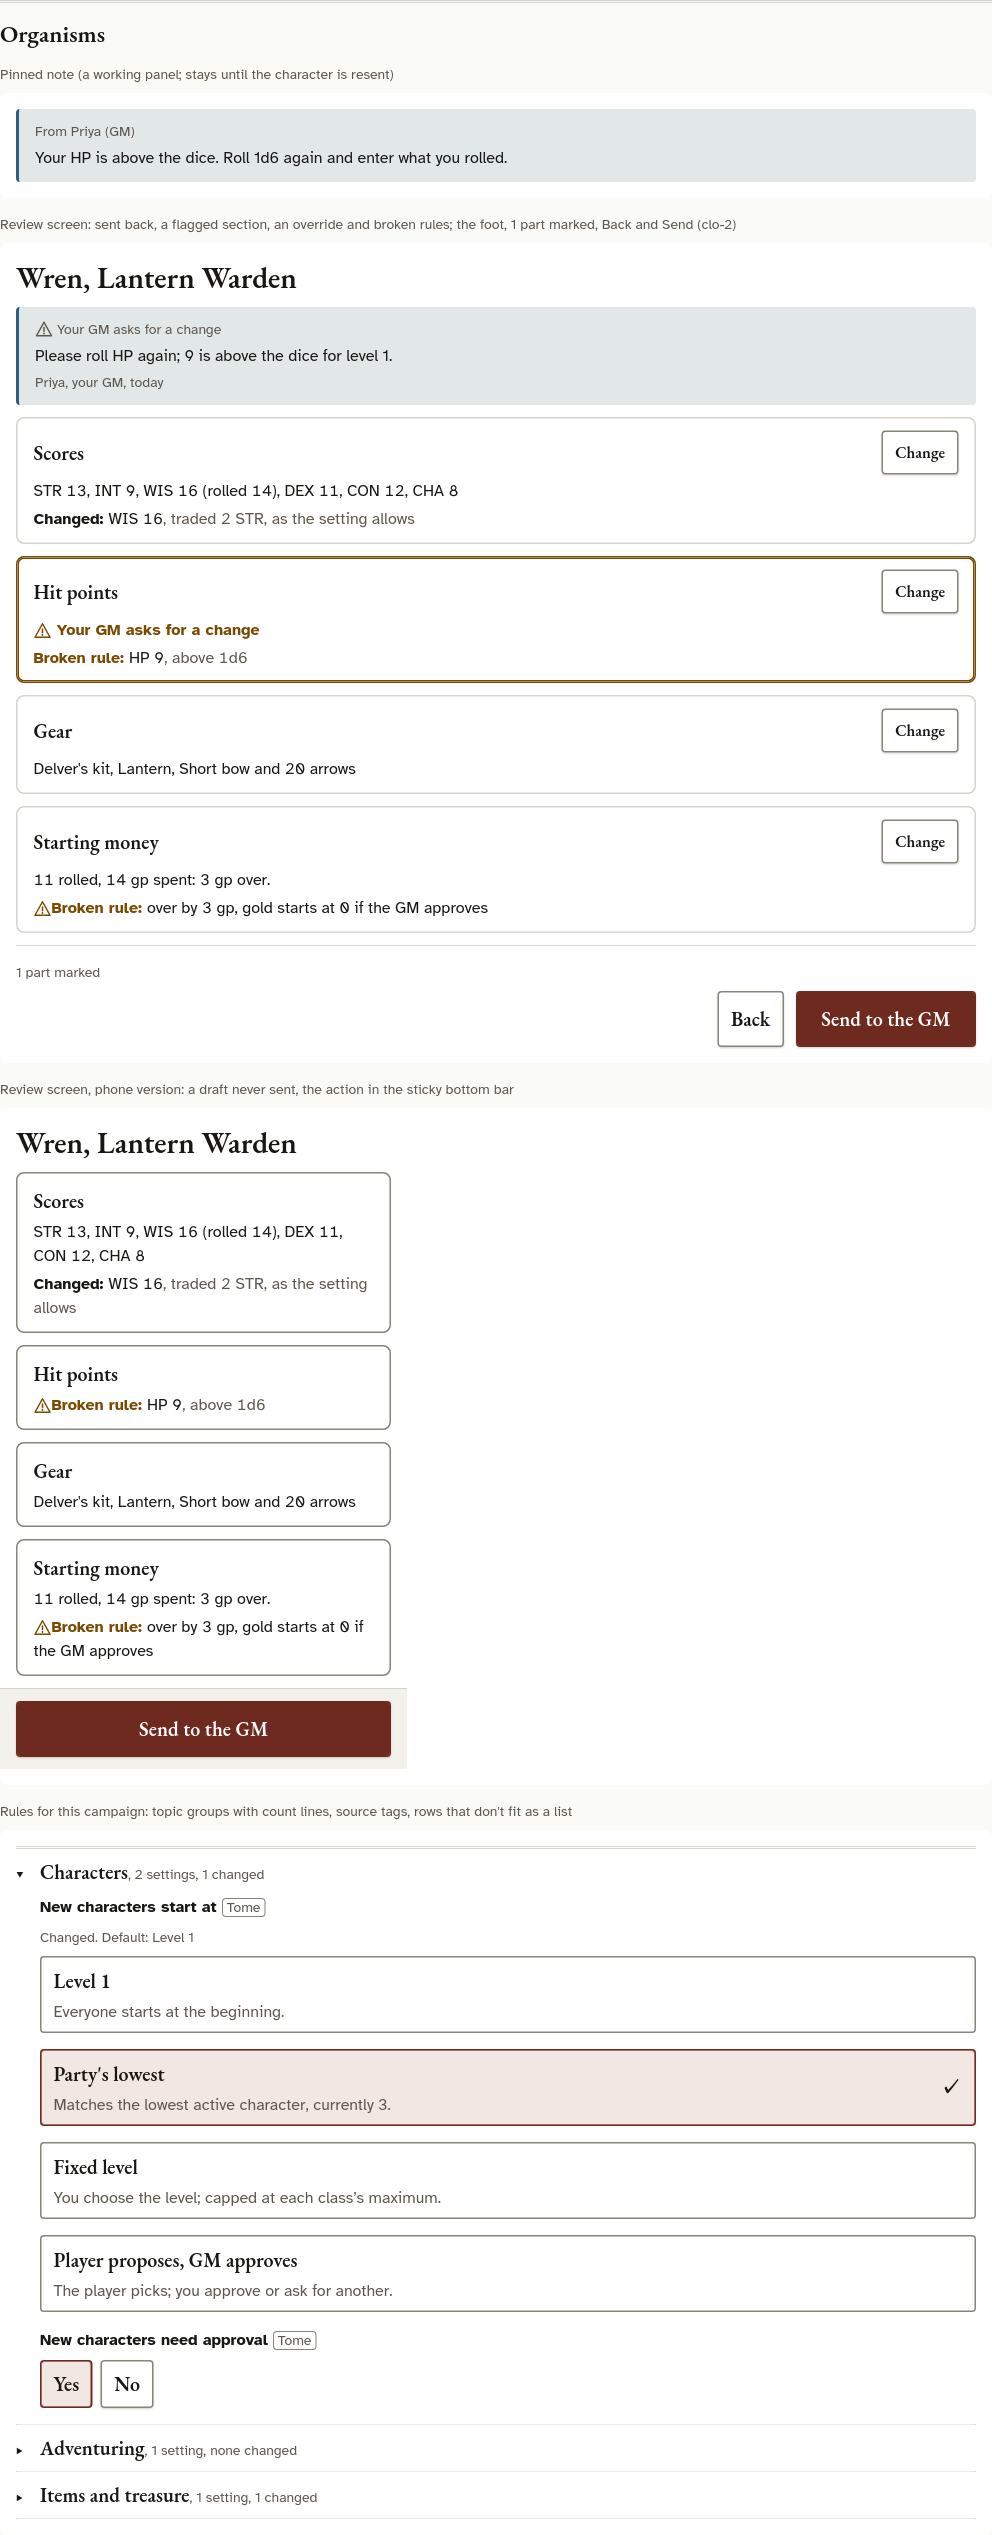 Organisms
Pinned note (a working panel; stays until the character is resent)
From Priya (GM)
Your HP is above the dice. Roll 1d6 again and enter what you rolled.
Review screen: sent back, a flagged section, an override and broken rules; the foot, 1 part marked, Back and Send (clo-2)
Wren, Lantern Warden
Your GM asks for a change
Please roll HP again; 9 is above the dice for level 1.
Priya, your GM, today
Scores
Change
STR 13, INT 9, WIS 16 (rolled 14), DEX 11, CON 12, CHA 8
Changed: WIS 16, traded 2 STR, as the setting allows
Hit points
Change
Your GM asks for a change
Broken rule: HP 9, above 1d6
Gear
Change
Delver's kit, Lantern, Short bow and 20 arrows
Starting money
Change
11 rolled, 14 gp spent: 3 gp over.
Broken rule: over by 3 gp, gold starts at 0 if the GM approves
1 part marked
Back
Send to the GM
Review screen, phone version: a draft never sent, the action in the sticky bottom bar
Wren, Lantern Warden
Scores
STR 13, INT 9, WIS 16 (rolled 14), DEX 11,
CON 12, CHA 8
Changed: WIS 16, traded 2 STR, as the setting
allows
Hit points
Broken rule: HP 9, above 1d6
Gear
Delver's kit, Lantern, Short bow and 20 arrows
Starting money
11 rolled, 14 gp spent: 3 gp over.
Broken rule: over by 3 gp, gold starts at 0 if
the GM approves
Send to the GM
Rules for this campaign: topic groups with count lines, source tags, rows that don't fit as a list
Characters, 2 settings, 1 changed
New characters start at Tome
Changed. Default: Level 1
Level 1
Everyone starts at the beginning.
Party's lowest
Matches the lowest active character, currently 3.
✓
Fixed level
You choose the level; capped at each class’s maximum.
Player proposes, GM approves
The player picks; you approve or ask for another.
New characters need approval Tome
Yes
No
Adventuring, 1 setting, none changed
Items and treasure, 1 setting, 1 changed